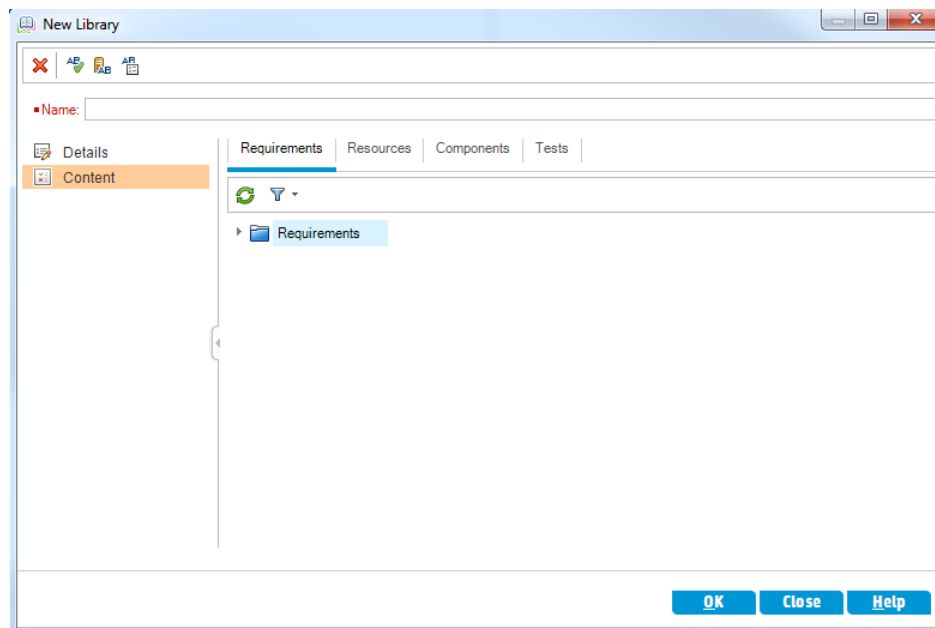 New Library
Name:
Details
Content
Requirements Resources Components Tests
Requirements
OK Close Help